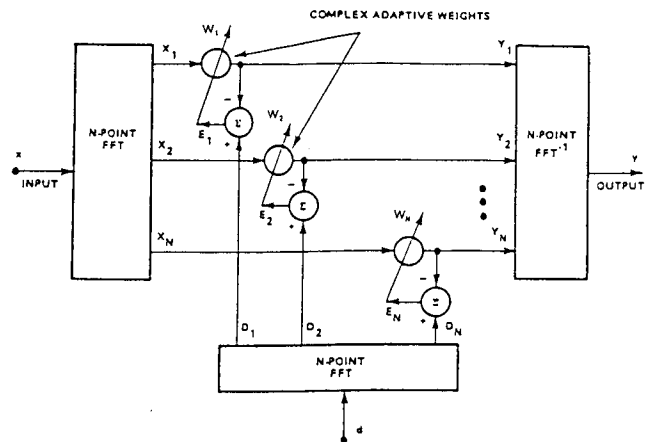 COMPLEX ADAPTIVE WEIGHTS
X1
W1
Y1
N-POINT
FFT
−
Σ
E1
+
W2
X2
Y2
N-POINT
FFT-1
x
INPUT
y
OUTPUT
−
Σ
E2
+
WN
XN
YN
−
Σ
EN
+
D1
D2
DN
N-POINT
FFT
d